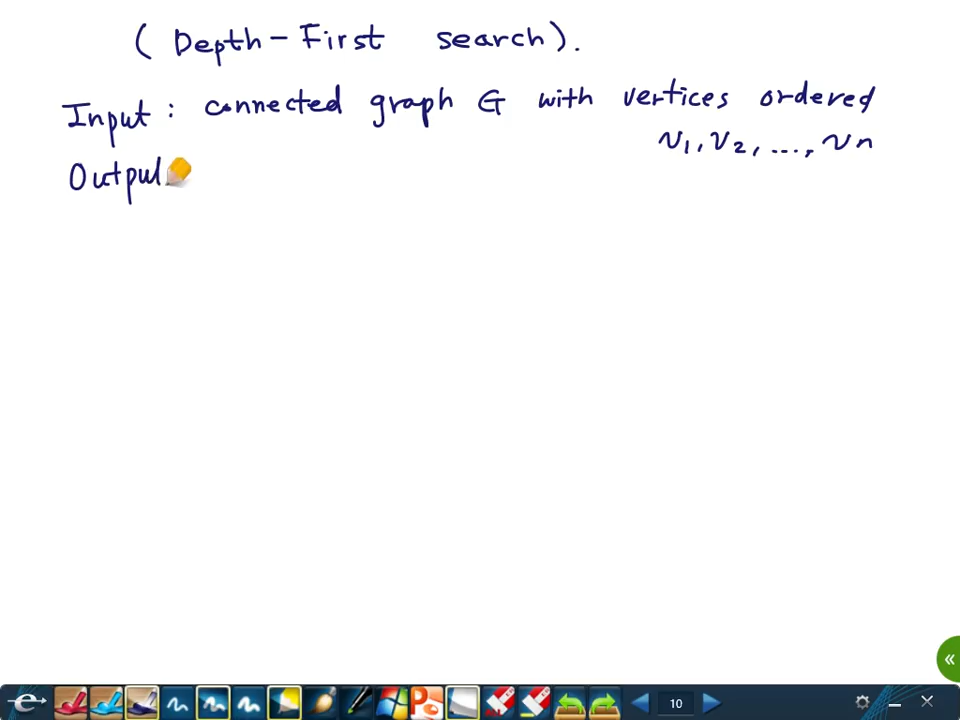 ( Depth - First search ).
Input : connected graph G with vertices ordered
v1, v2, ..., vn
Output
10